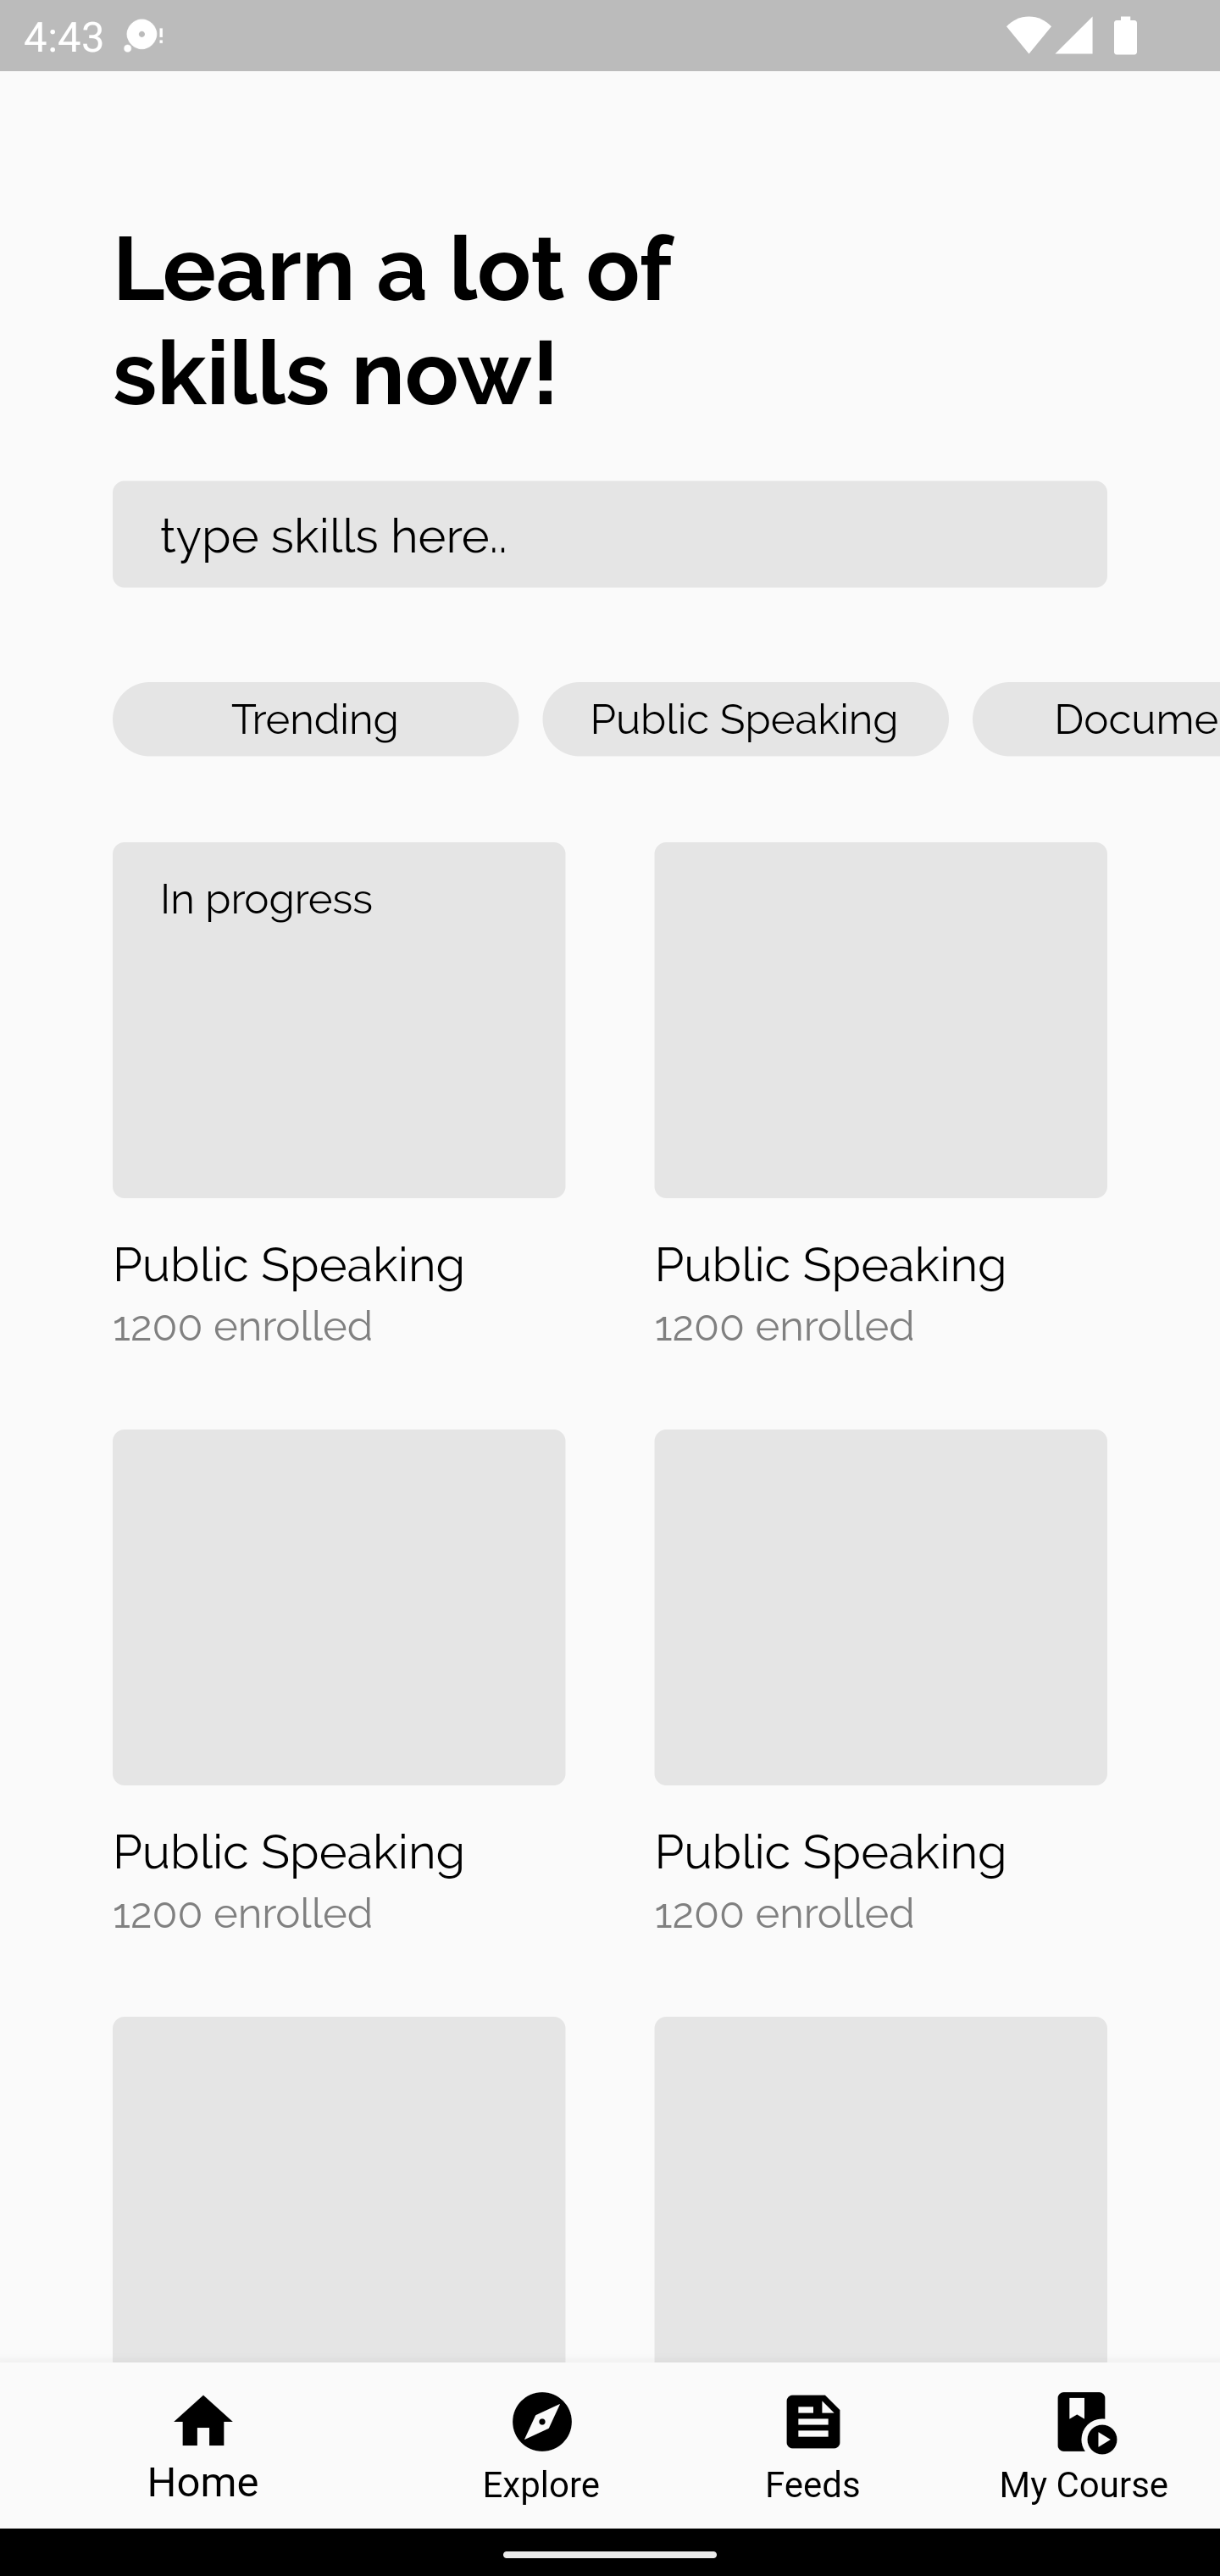 4:43
Learn a lot of
skills now!
type skills here..
Trending
Public Speaking
Docume
In progress
Public Speaking
1200 enrolled
Public Speaking
1200 enrolled
Public Speaking
1200 enrolled
Public Speaking
1200 enrolled
Home
Explore
Feeds
My Course